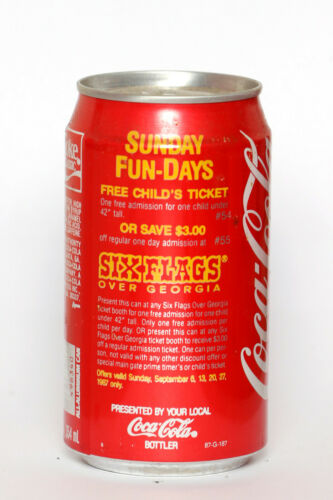 SUNDAY
FUN-DAYS
FREE CHILD'S TICKET
One free admission for one child under
42" tall. #54
OR SAVE $3.00
off regular one day admission at #55
SIX FLAGS®
OVER GEORGIA
Present this can at any Six Flags Over Georgia
ticket booth for one free admission for one child
under 42" tall. Only one free admission/child
per day. OR present this can at any Six Flags
Over Georgia ticket booth to receive $3.00
off a regular admission ticket. One can per per-
son, not valid with any other discount offer or
special main gate prime timer's or child's ticket.
Offers valid Sunday, September 6, 13, 20, 27,
1987 only.
PRESENTED BY YOUR LOCAL
Coca-Cola
BOTTLER
87-G-187
Coca-Cola
Coke
354 mL